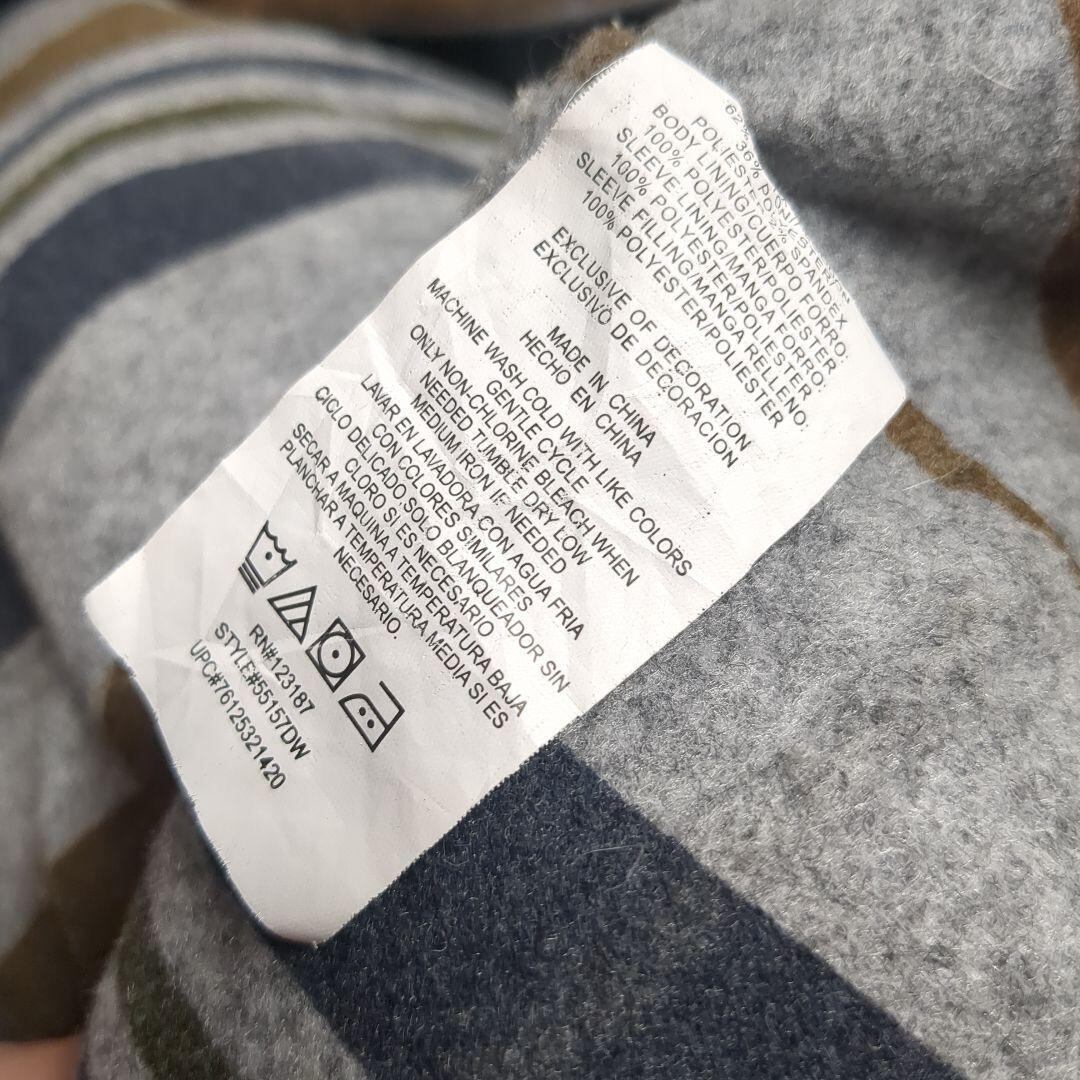 62% 36% POLYESTER
POLIESTER SPANDEX
BODY LINING/CUERPO FORRO:
100% POLYESTER/POLIESTER
SLEEVE LINING/MANGA FORRO:
100% POLYESTER/POLIESTER
SLEEVE FILLING/MANGA RELLENO:
100% POLYESTER/POLIESTER
EXCLUSIVE OF DECORATION
EXCLUSIVO DE DECORACION
MADE IN CHINA
HECHO EN CHINA
MACHINE WASH COLD WITH LIKE COLORS
GENTLE CYCLE
ONLY NON-CHLORINE BLEACH WHEN
NEEDED TUMBLE DRY LOW
MEDIUM IRON IF NEEDED
LAVAR EN LAVADORA CON AGUA FRIA
CON COLORES SIMILARES
CICLO DELICADO SOLO BLANQUEADOR SIN
CLORO SI ES NECESARIO
SECAR A MAQUINA A TEMPERATURA BAJA
PLANCHAR A TEMPERATURA MEDIA SI ES
NECESARIO.
RN#123187
STYLE#55157DW
UPC#76125321420